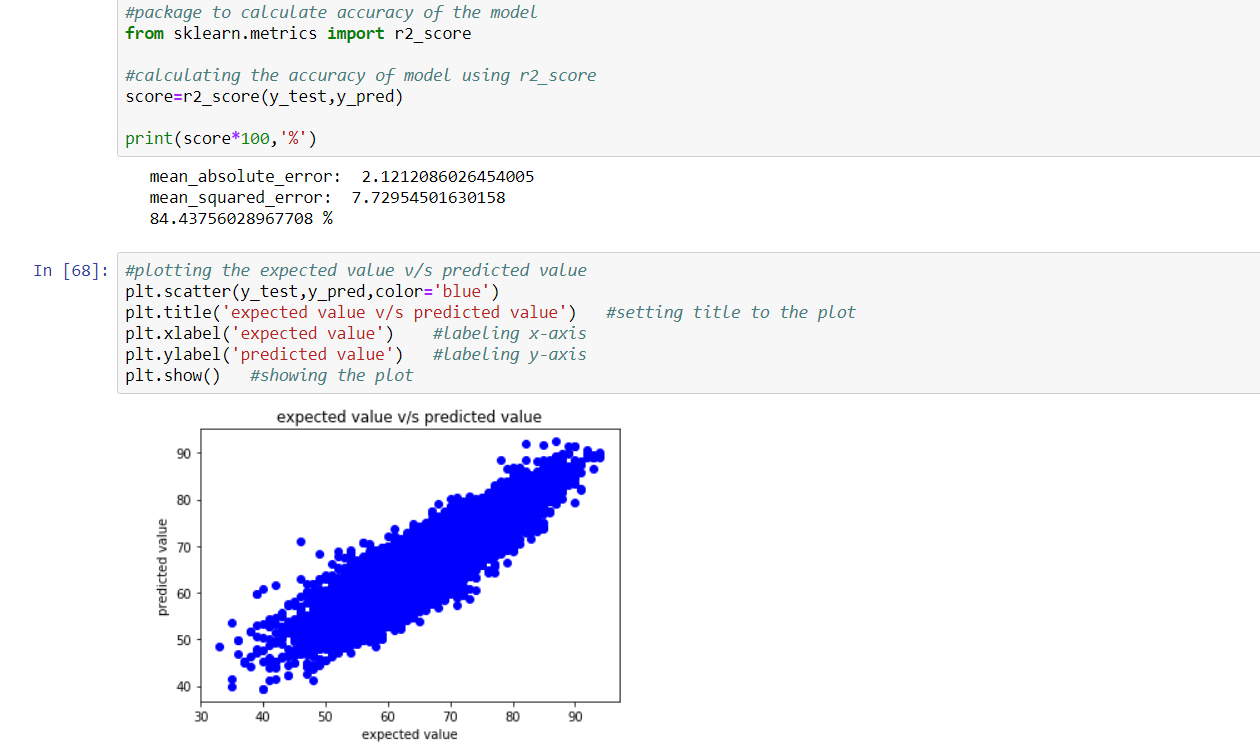 #package to calculate accuracy of the model
from sklearn.metrics import r2_score
#calculating the accuracy of model using r2_score
score=r2_score(y_test,y_pred)
print(score*100,'%')
mean_absolute_error:  2.1212086026454005
mean_squared_error:  7.72954501630158
84.43756028967708 %
In [68]:
#plotting the expected value v/s predicted value
plt.scatter(y_test,y_pred,color='blue')
plt.title('expected value v/s predicted value')   #setting title to the plot
plt.xlabel('expected value')    #labeling x-axis
plt.ylabel('predicted value')   #labeling y-axis
plt.show()   #showing the plot
expected value v/s predicted value
predicted value
90
80
70
60
50
40
30 40 50 60 70 80 90
expected value